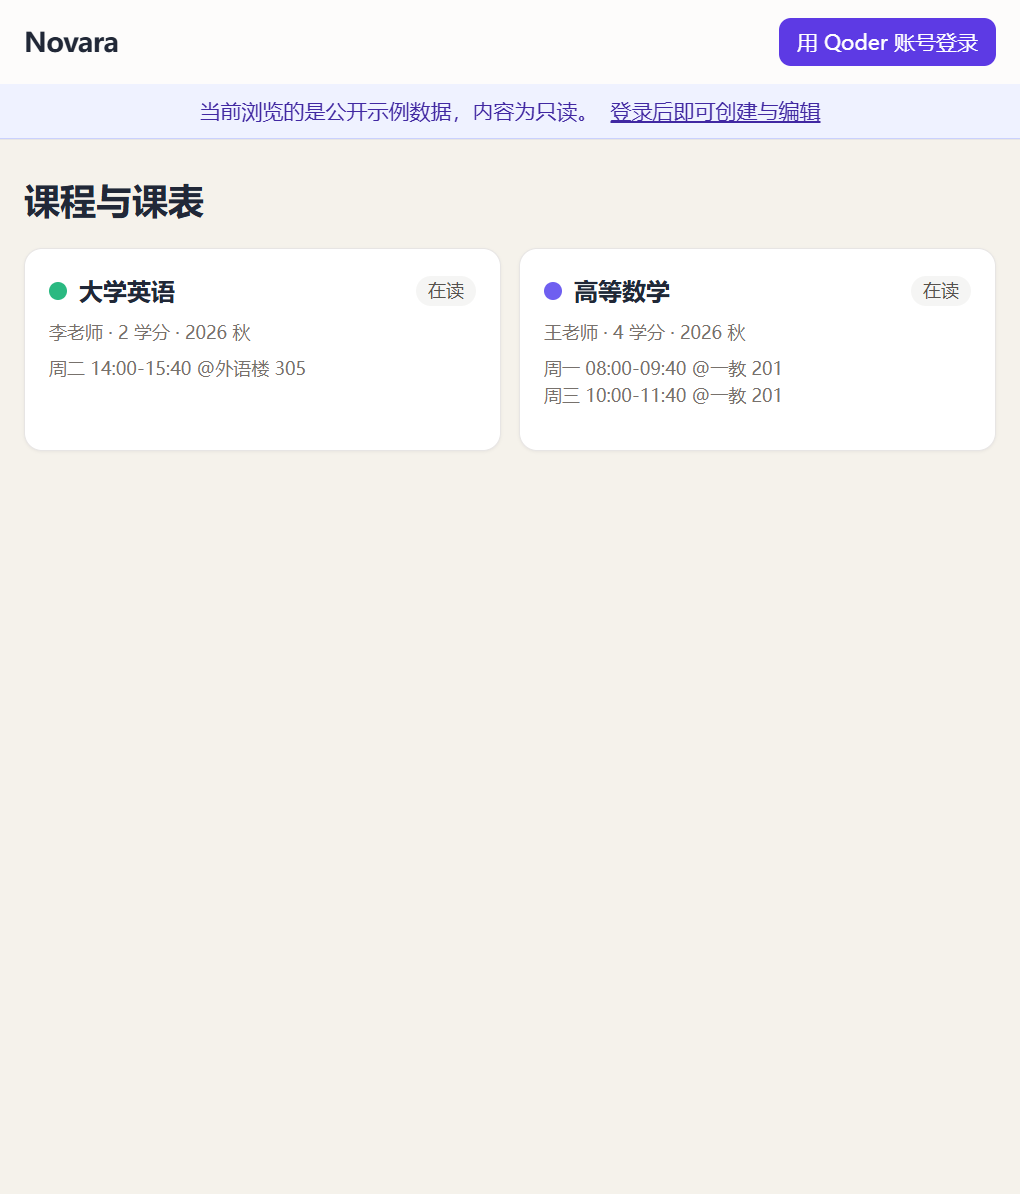 Novara
用 Qoder 账号登录
当前浏览的是公开示例数据，内容为只读。 登录后即可创建与编辑
课程与课表
大学英语
在读
李老师 · 2 学分 · 2026 秋
周二 14:00-15:40 @外语楼 305
高等数学
在读
王老师 · 4 学分 · 2026 秋
周一 08:00-09:40 @一教 201
周三 10:00-11:40 @一教 201